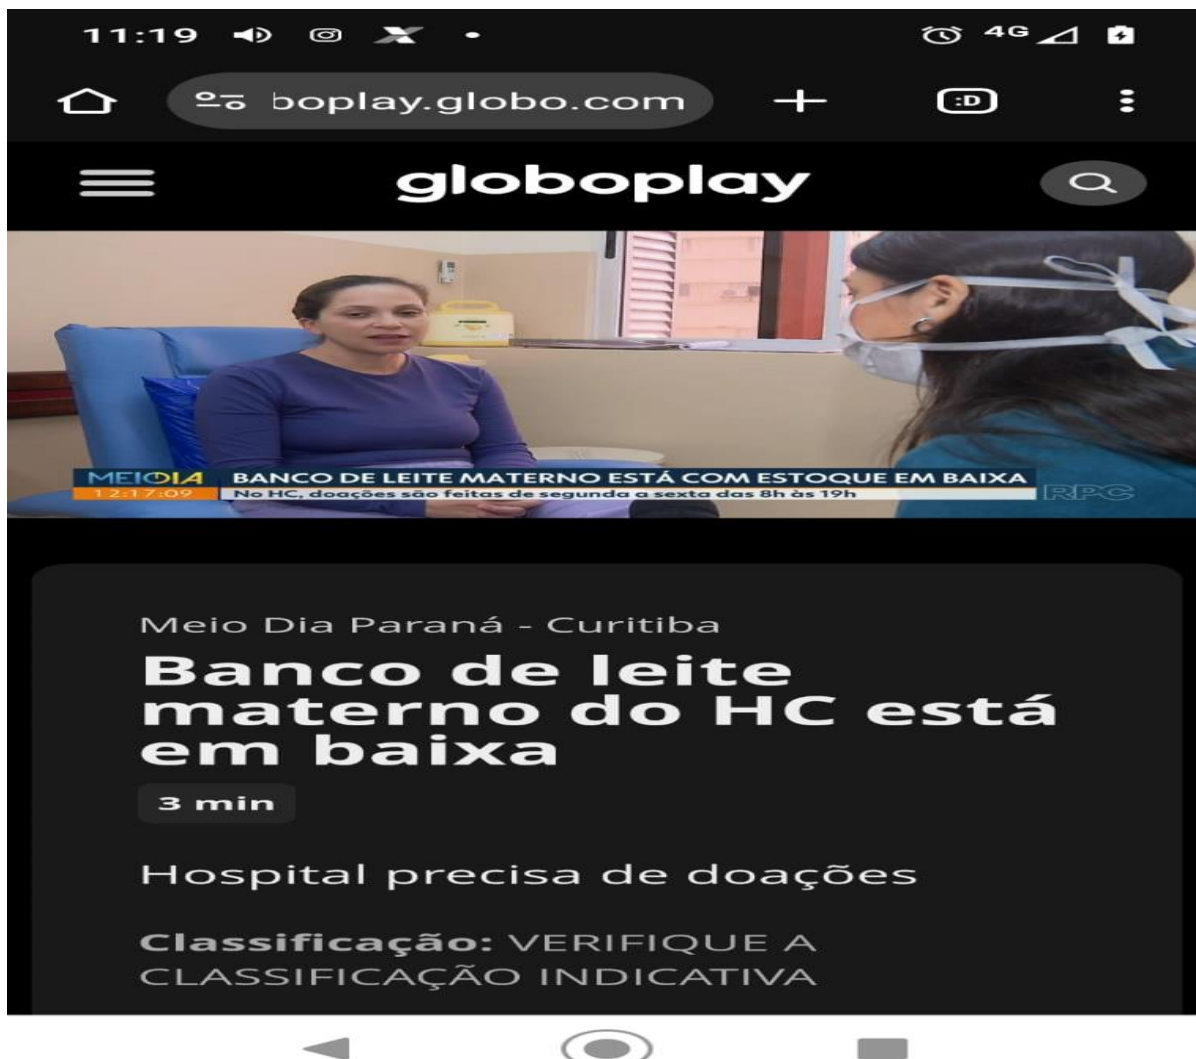 11:19
4G
boplay.globo.com
:D
globoplay
MEIODIA
BANCO DE LEITE MATERNO ESTÁ COM ESTOQUE EM BAIXA
12:17:09
No HC, doações são feitas de segunda a sexta das 8h às 19h
RPC
Meio Dia Paraná - Curitiba
Banco de leite
materno do HC está
em baixa
3 min
Hospital precisa de doações
Classificação: VERIFIQUE A
CLASSIFICAÇÃO INDICATIVA